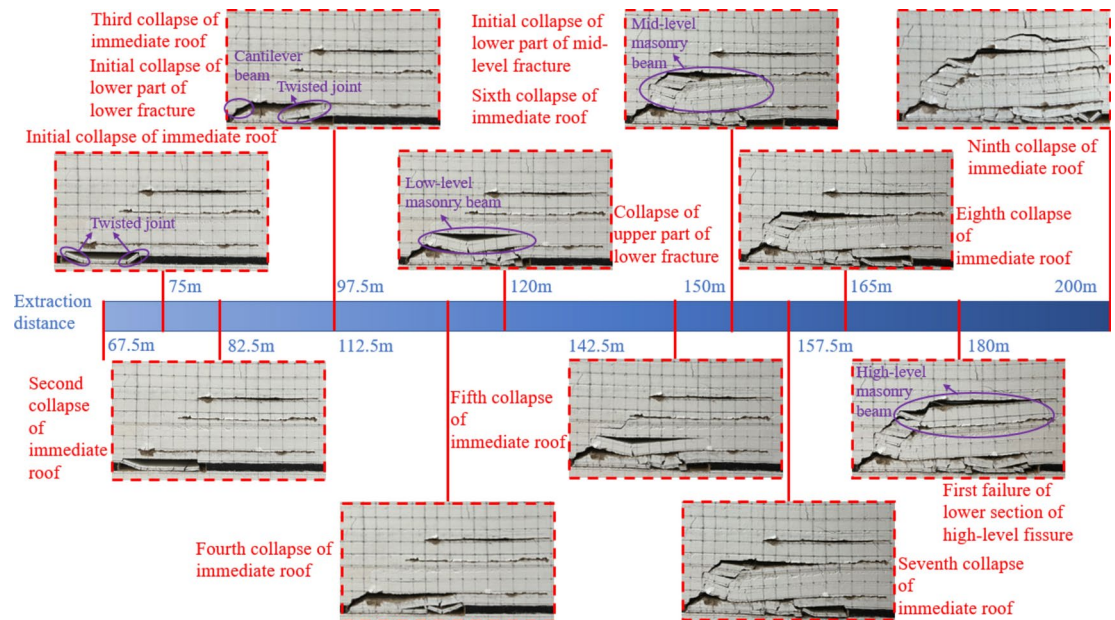 Third collapse of
immediate roof
Initial collapse of
lower part of
lower fracture
Cantilever
beam
Twisted joint
Initial collapse of
lower part of mid-
level fracture
Sixth collapse of
immediate roof
Mid-level
masonry
beam
Ninth collapse of
immediate roof
Initial collapse of immediate roof
Twisted joint
Low-level
masonry beam
Collapse of
upper part of
lower fracture
Eighth collapse
of
immediate roof
Extraction
distance
75m
97.5m
120m
150m
165m
200m
67.5m
82.5m
112.5m
142.5m
157.5m
180m
Second
collapse
of
immediate
roof
Fifth collapse
of
immediate roof
High-level
masonry
beam
First failure of
lower section of
high-level fissure
Fourth collapse of
immediate roof
Seventh collapse
of
immediate roof